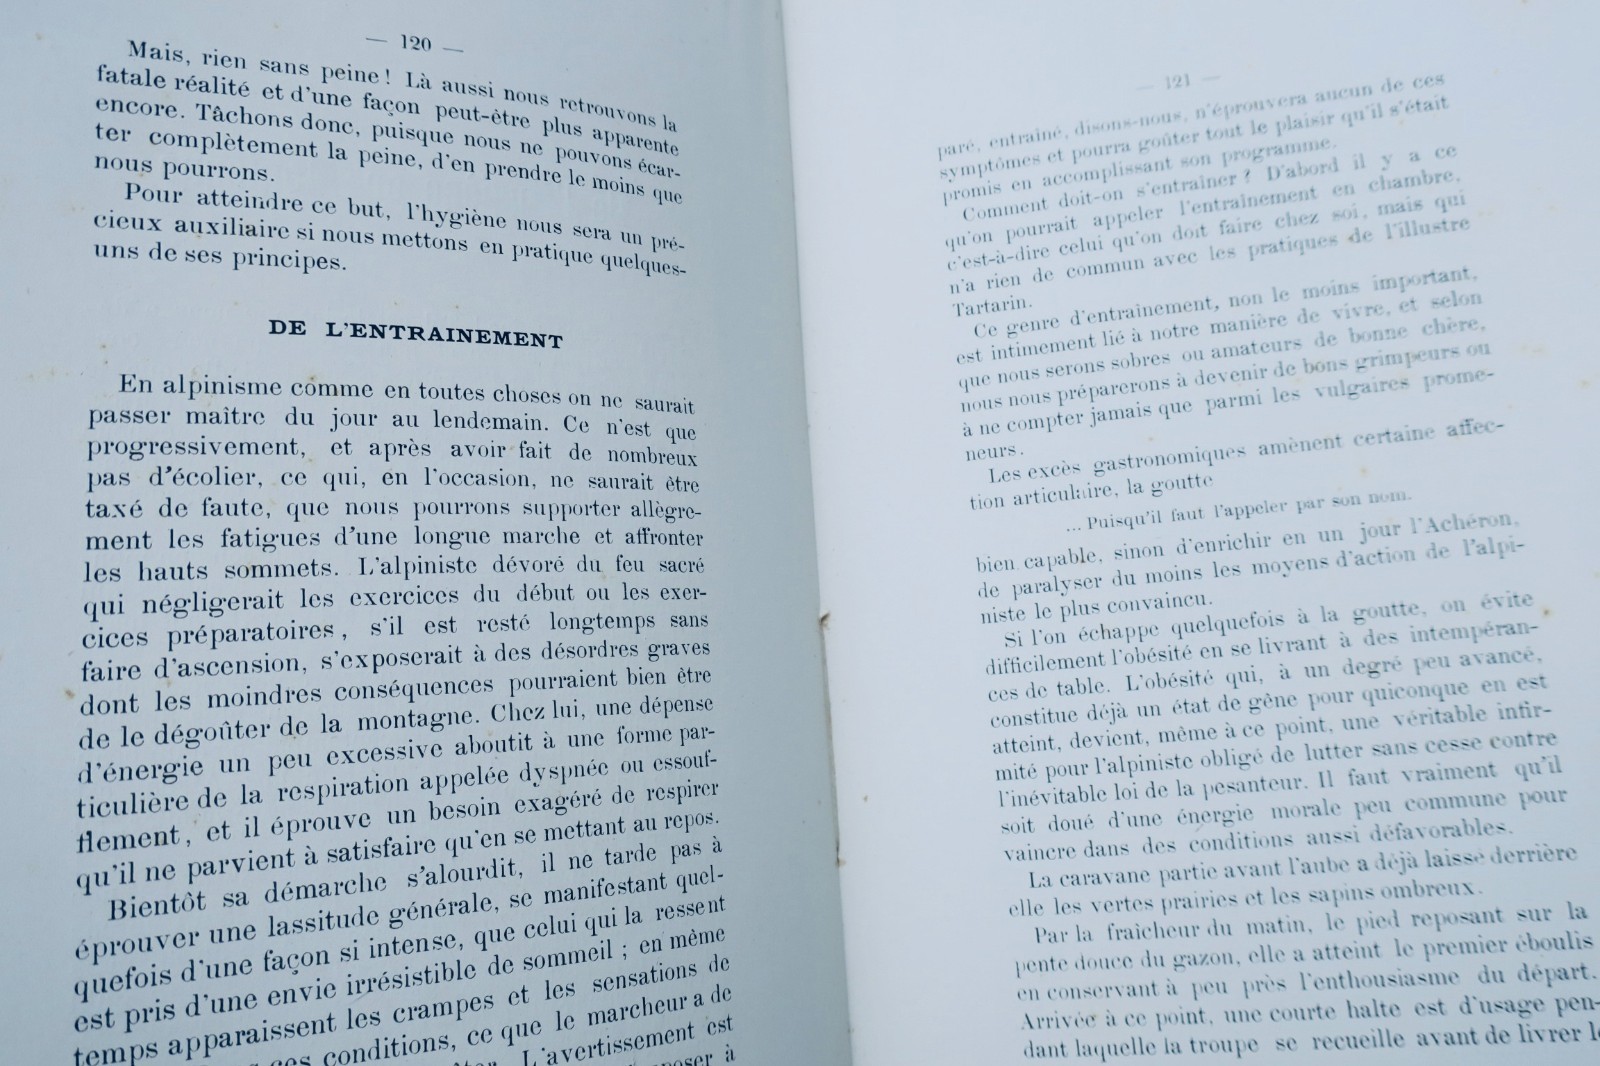 — 120 —
Mais, rien sans peine ! Là aussi nous retrouvons la
fatale réalité et d'une façon peut-être plus apparente
encore. Tâchons donc, puisque nous ne pouvons écar-
ter complètement la peine, d'en prendre le moins que
nous pourrons.
Pour atteindre ce but, l'hygiène nous sera un pré-
cieux auxiliaire si nous mettons en pratique quelques-
uns de ses principes.
DE L'ENTRAINEMENT
En alpinisme comme en toutes choses on ne saurait
passer maître du jour au lendemain. Ce n'est que
progressivement, et après avoir fait de nombreux
pas d'écolier, ce qui, en l'occasion, ne saurait être
taxé de faute, que nous pourrons supporter allègre-
ment les fatigues d'une longue marche et affronter
les hauts sommets. L'alpiniste dévoré du feu sacré
qui négligerait les exercices du début ou les exer-
cices préparatoires, s'il est resté longtemps sans
faire d'ascension, s'exposerait à des désordres graves
dont les moindres conséquences pourraient bien être
de le dégoûter de la montagne. Chez lui, une dépense
d'énergie un peu excessive aboutit à une forme par-
ticulière de la respiration appelée dyspnée ou essouf-
flement, et il éprouve un besoin exagéré de respirer
qu'il ne parvient à satisfaire qu'en se mettant au repos.
Bientôt sa démarche s'alourdit, il ne tarde pas à
éprouver une lassitude générale, se manifestant quel-
quefois d'une façon si intense, que celui qui la ressent
est pris d'une envie irrésistible de sommeil ; en même
temps apparaissent les crampes et les sensations de
ces conditions, ce que le marcheur a de
L'avertissement est
à
— 121 —
paré, entraîné, disons-nous, n'éprouvera aucun de ces
symptômes et pourra goûter tout le plaisir qu'il s'était
promis en accomplissant son programme.
Comment doit-on s'entraîner ? D'abord il y a ce
qu'on pourrait appeler l'entraînement en chambre,
c'est-à-dire celui qu'on doit faire chez soi, mais qui
n'a rien de commun avec les pratiques de l'illustre
Tartarin.
Ce genre d'entraînement, non le moins important,
est intimement lié à notre manière de vivre, et selon
que nous serons sobres ou amateurs de bonne chère,
nous nous préparerons à devenir de bons grimpeurs ou
à ne compter jamais que parmi les vulgaires prome-
neurs.
Les excès gastronomiques amènent certaine affec-
tion articulaire, la goutte
... Puisqu'il faut l'appeler par son nom.
bien capable, sinon d'enrichir en un jour l'Achéron,
de paralyser du moins les moyens d'action de l'alpi-
niste le plus convaincu.
Si l'on échappe quelquefois à la goutte, on évite
difficilement l'obésité en se livrant à des intempéran-
ces de table. L'obésité qui, à un degré peu avancé,
constitue déjà un état de gêne pour quiconque en est
atteint, devient, même à ce point, une véritable infir-
mité pour l'alpiniste obligé de lutter sans cesse contre
l'inévitable loi de la pesanteur. Il faut vraiment qu'il
soit doué d'une énergie morale peu commune pour
vaincre dans des conditions aussi défavorables.
La caravane partie avant l'aube a déjà laissé derrière
elle les vertes prairies et les sapins ombreux.
Par la fraîcheur du matin, le pied reposant sur la
pente douce du gazon, elle a atteint le premier éboulis
en conservant à peu près l'enthousiasme du départ.
Arrivée à ce point, une courte halte est d'usage pen-
dant laquelle la troupe se recueille avant de livrer